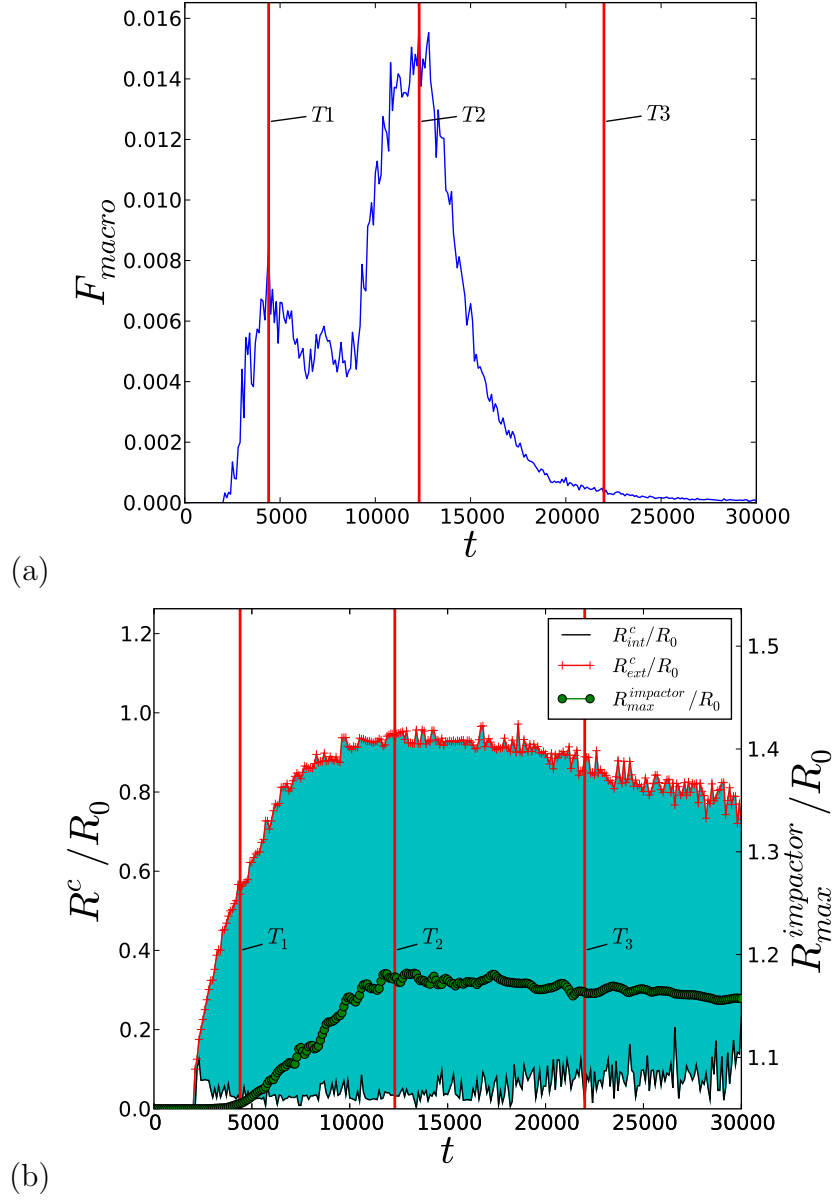 0.016
0.014
0.012
0.010
0.008
0.006
0.004
0.002
0.000
F_macro
T1
T2
T3
0 5000 10000 15000 20000 25000 30000
t
(a)
R^c_int/R_0
R^c_ext/R_0
R^impactor_max/R_0
1.2
1.0
0.8
0.6
0.4
0.2
0.0
R^c/R_0
T_1
T_2
T_3
1.5
1.4
1.3
1.2
1.1
R^impactor_max/R_0
0 5000 10000 15000 20000 25000 30000
t
(b)